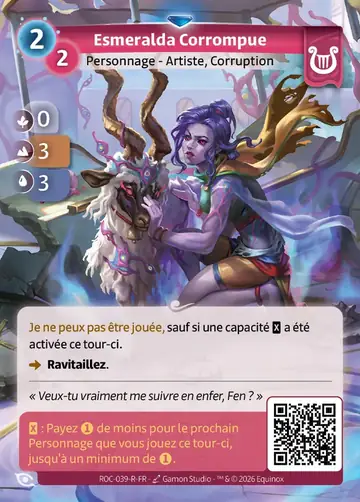 2
2
Esmeralda Corrompue
Personnage - Artiste, Corruption
0
3
3
Je ne peux pas être jouée, sauf si une capacité X a été
activée ce tour-ci.
Ravitaillez.
« Veux-tu vraiment me suivre en enfer, Fen ? »
X : Payez 1 de moins pour le prochain
Personnage que vous jouez ce tour-ci,
jusqu'à un minimum de 1.
ROC-039-R-FR - Gamon Studio - ™ & © 2026 Equinox